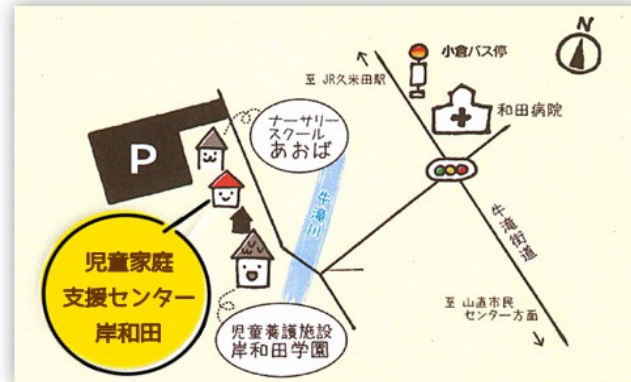 N
小倉バス停
至 JR久米田駅
和田病院
ナーサリー
スクール
あおば
P
牛滝川
牛滝街道
児童家庭
支援センター
岸和田
至 山直市民
センター方面
児童養護施設
岸和田学園